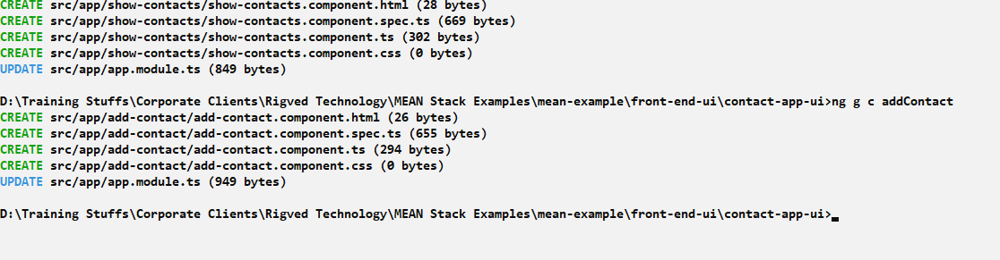 CREATE src/app/show-contacts/show-contacts.component.html (28 bytes)
CREATE src/app/show-contacts/show-contacts.component.spec.ts (669 bytes)
CREATE src/app/show-contacts/show-contacts.component.ts (302 bytes)
CREATE src/app/show-contacts/show-contacts.component.css (0 bytes)
UPDATE src/app/app.module.ts (849 bytes)
D:\Training Stuffs\Corporate Clients\Rigved Technology\MEAN Stack Examples\mean-example\front-end-ui\contact-app-ui>ng g c addContact
CREATE src/app/add-contact/add-contact.component.html (26 bytes)
CREATE src/app/add-contact/add-contact.component.spec.ts (655 bytes)
CREATE src/app/add-contact/add-contact.component.ts (294 bytes)
CREATE src/app/add-contact/add-contact.component.css (0 bytes)
UPDATE src/app/app.module.ts (949 bytes)
D:\Training Stuffs\Corporate Clients\Rigved Technology\MEAN Stack Examples\mean-example\front-end-ui\contact-app-ui>